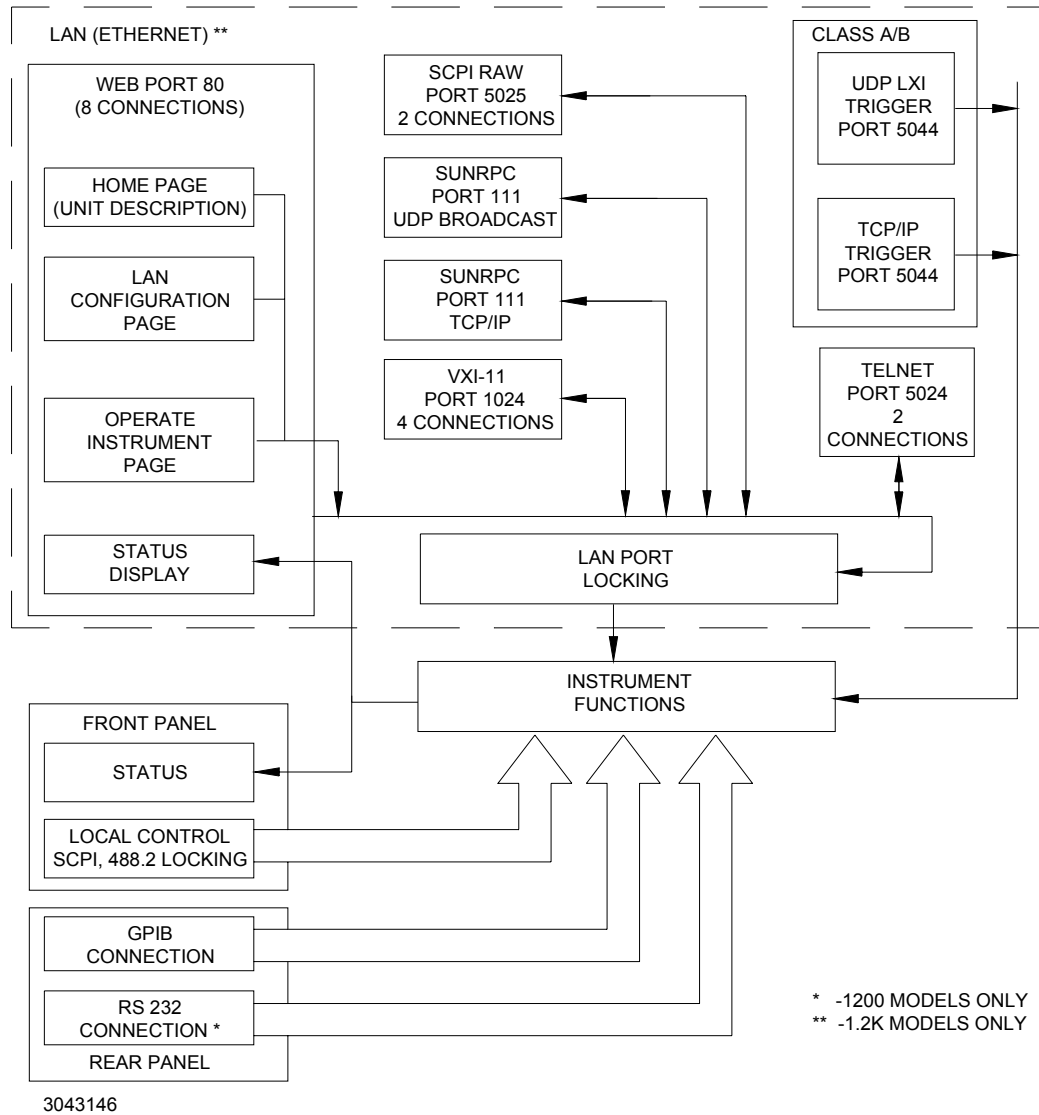 LAN (ETHERNET) **
WEB PORT 80
(8 CONNECTIONS)
HOME PAGE
(UNIT DESCRIPTION)
LAN
CONFIGURATION
PAGE
OPERATE
INSTRUMENT
PAGE
STATUS
DISPLAY
SCPI RAW
PORT 5025
2 CONNECTIONS
SUNRPC
PORT 111
UDP BROADCAST
SUNRPC
PORT 111
TCP/IP
VXI-11
PORT 1024
4 CONNECTIONS
CLASS A/B
UDP LXI
TRIGGER
PORT 5044
TCP/IP
TRIGGER
PORT 5044
TELNET
PORT 5024
2
CONNECTIONS
LAN PORT
LOCKING
INSTRUMENT
FUNCTIONS
FRONT PANEL
STATUS
LOCAL CONTROL
SCPI, 488.2 LOCKING
GPIB
CONNECTION
RS 232
CONNECTION *
REAR PANEL
* -1200 MODELS ONLY
** -1.2K MODELS ONLY
3043146